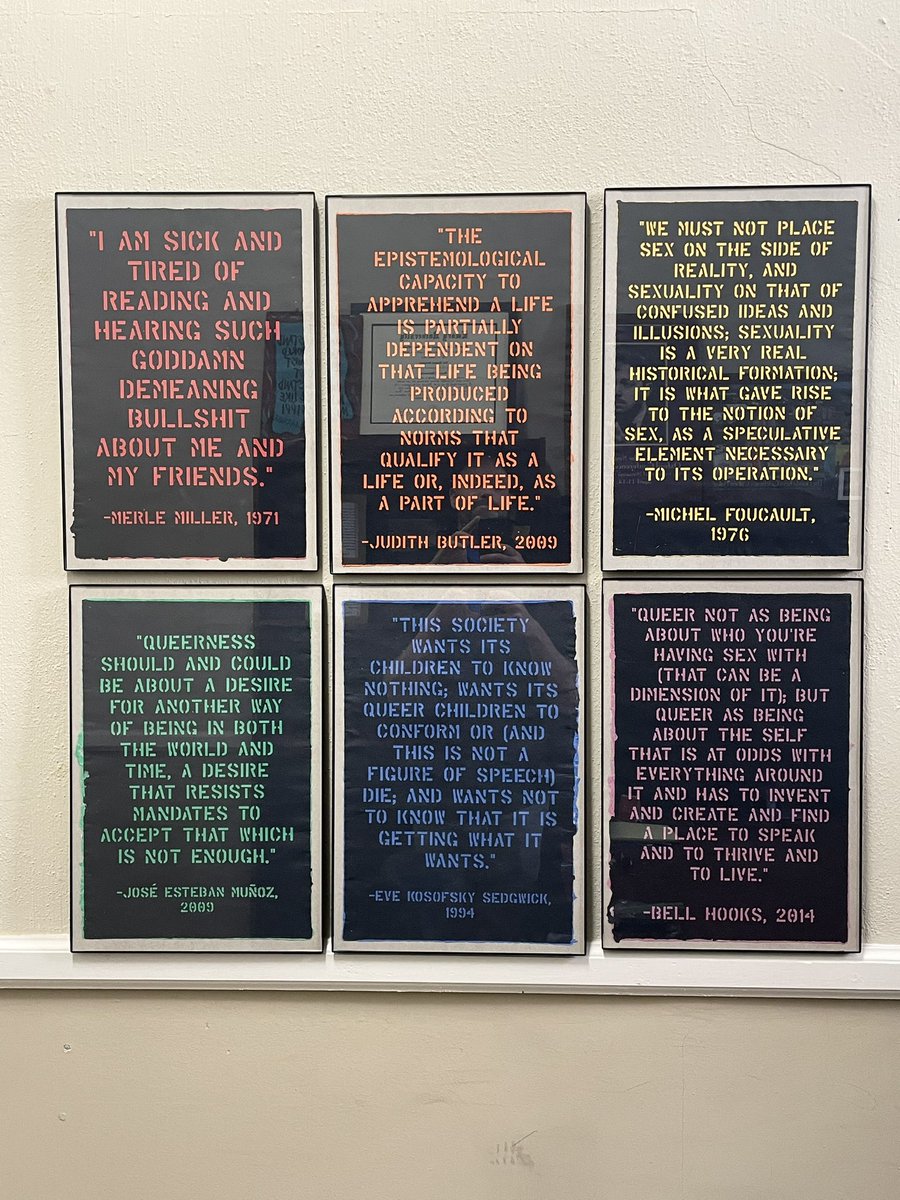 "I AM SICK AND
TIRED OF
READING AND
HEARING SUCH
GODDAMN
DEMEANING
BULLSHIT
ABOUT ME AND
MY FRIENDS."
-MERLE MILLER, 1971
"THE
EPISTEMOLOGICAL
CAPACITY TO
APPREHEND A LIFE
IS PARTIALLY
DEPENDENT ON
THAT LIFE BEING
PRODUCED
ACCORDING TO
NORMS THAT
QUALIFY IT AS A
LIFE OR, INDEED, AS
A PART OF LIFE."
-JUDITH BUTLER, 2009
"WE MUST NOT PLACE
SEX ON THE SIDE OF
REALITY, AND
SEXUALITY ON THAT OF
CONFUSED IDEAS AND
ILLUSIONS; SEXUALITY
IS A VERY REAL
HISTORICAL FORMATION;
IT IS WHAT GAVE RISE
TO THE NOTION OF
SEX, AS A SPECULATIVE
ELEMENT NECESSARY
TO ITS OPERATION."
-MICHEL FOUCAULT,
1976
"QUEERNESS
SHOULD AND COULD
BE ABOUT A DESIRE
FOR ANOTHER WAY
OF BEING IN BOTH
THE WORLD AND
TIME, A DESIRE
THAT RESISTS
MANDATES TO
ACCEPT THAT WHICH
IS NOT ENOUGH."
-JOSÉ ESTEBAN MUÑOZ,
2009
"THIS SOCIETY
WANTS ITS
CHILDREN TO KNOW
NOTHING; WANTS ITS
QUEER CHILDREN TO
CONFORM OR (AND
THIS IS NOT A
FIGURE OF SPEECH)
DIE; AND WANTS NOT
TO KNOW THAT IT IS
GETTING WHAT IT
WANTS."
-EVE KOSOFSKY SEDGWICK,
1994
"QUEER NOT AS BEING
ABOUT WHO YOU'RE
HAVING SEX WITH
(THAT CAN BE A
DIMENSION OF IT); BUT
QUEER AS BEING
ABOUT THE SELF
THAT IS AT ODDS WITH
EVERYTHING AROUND
IT AND HAS TO INVENT
AND CREATE AND FIND
A PLACE TO SPEAK
AND TO THRIVE AND
TO LIVE."
-BELL HOOKS, 2014